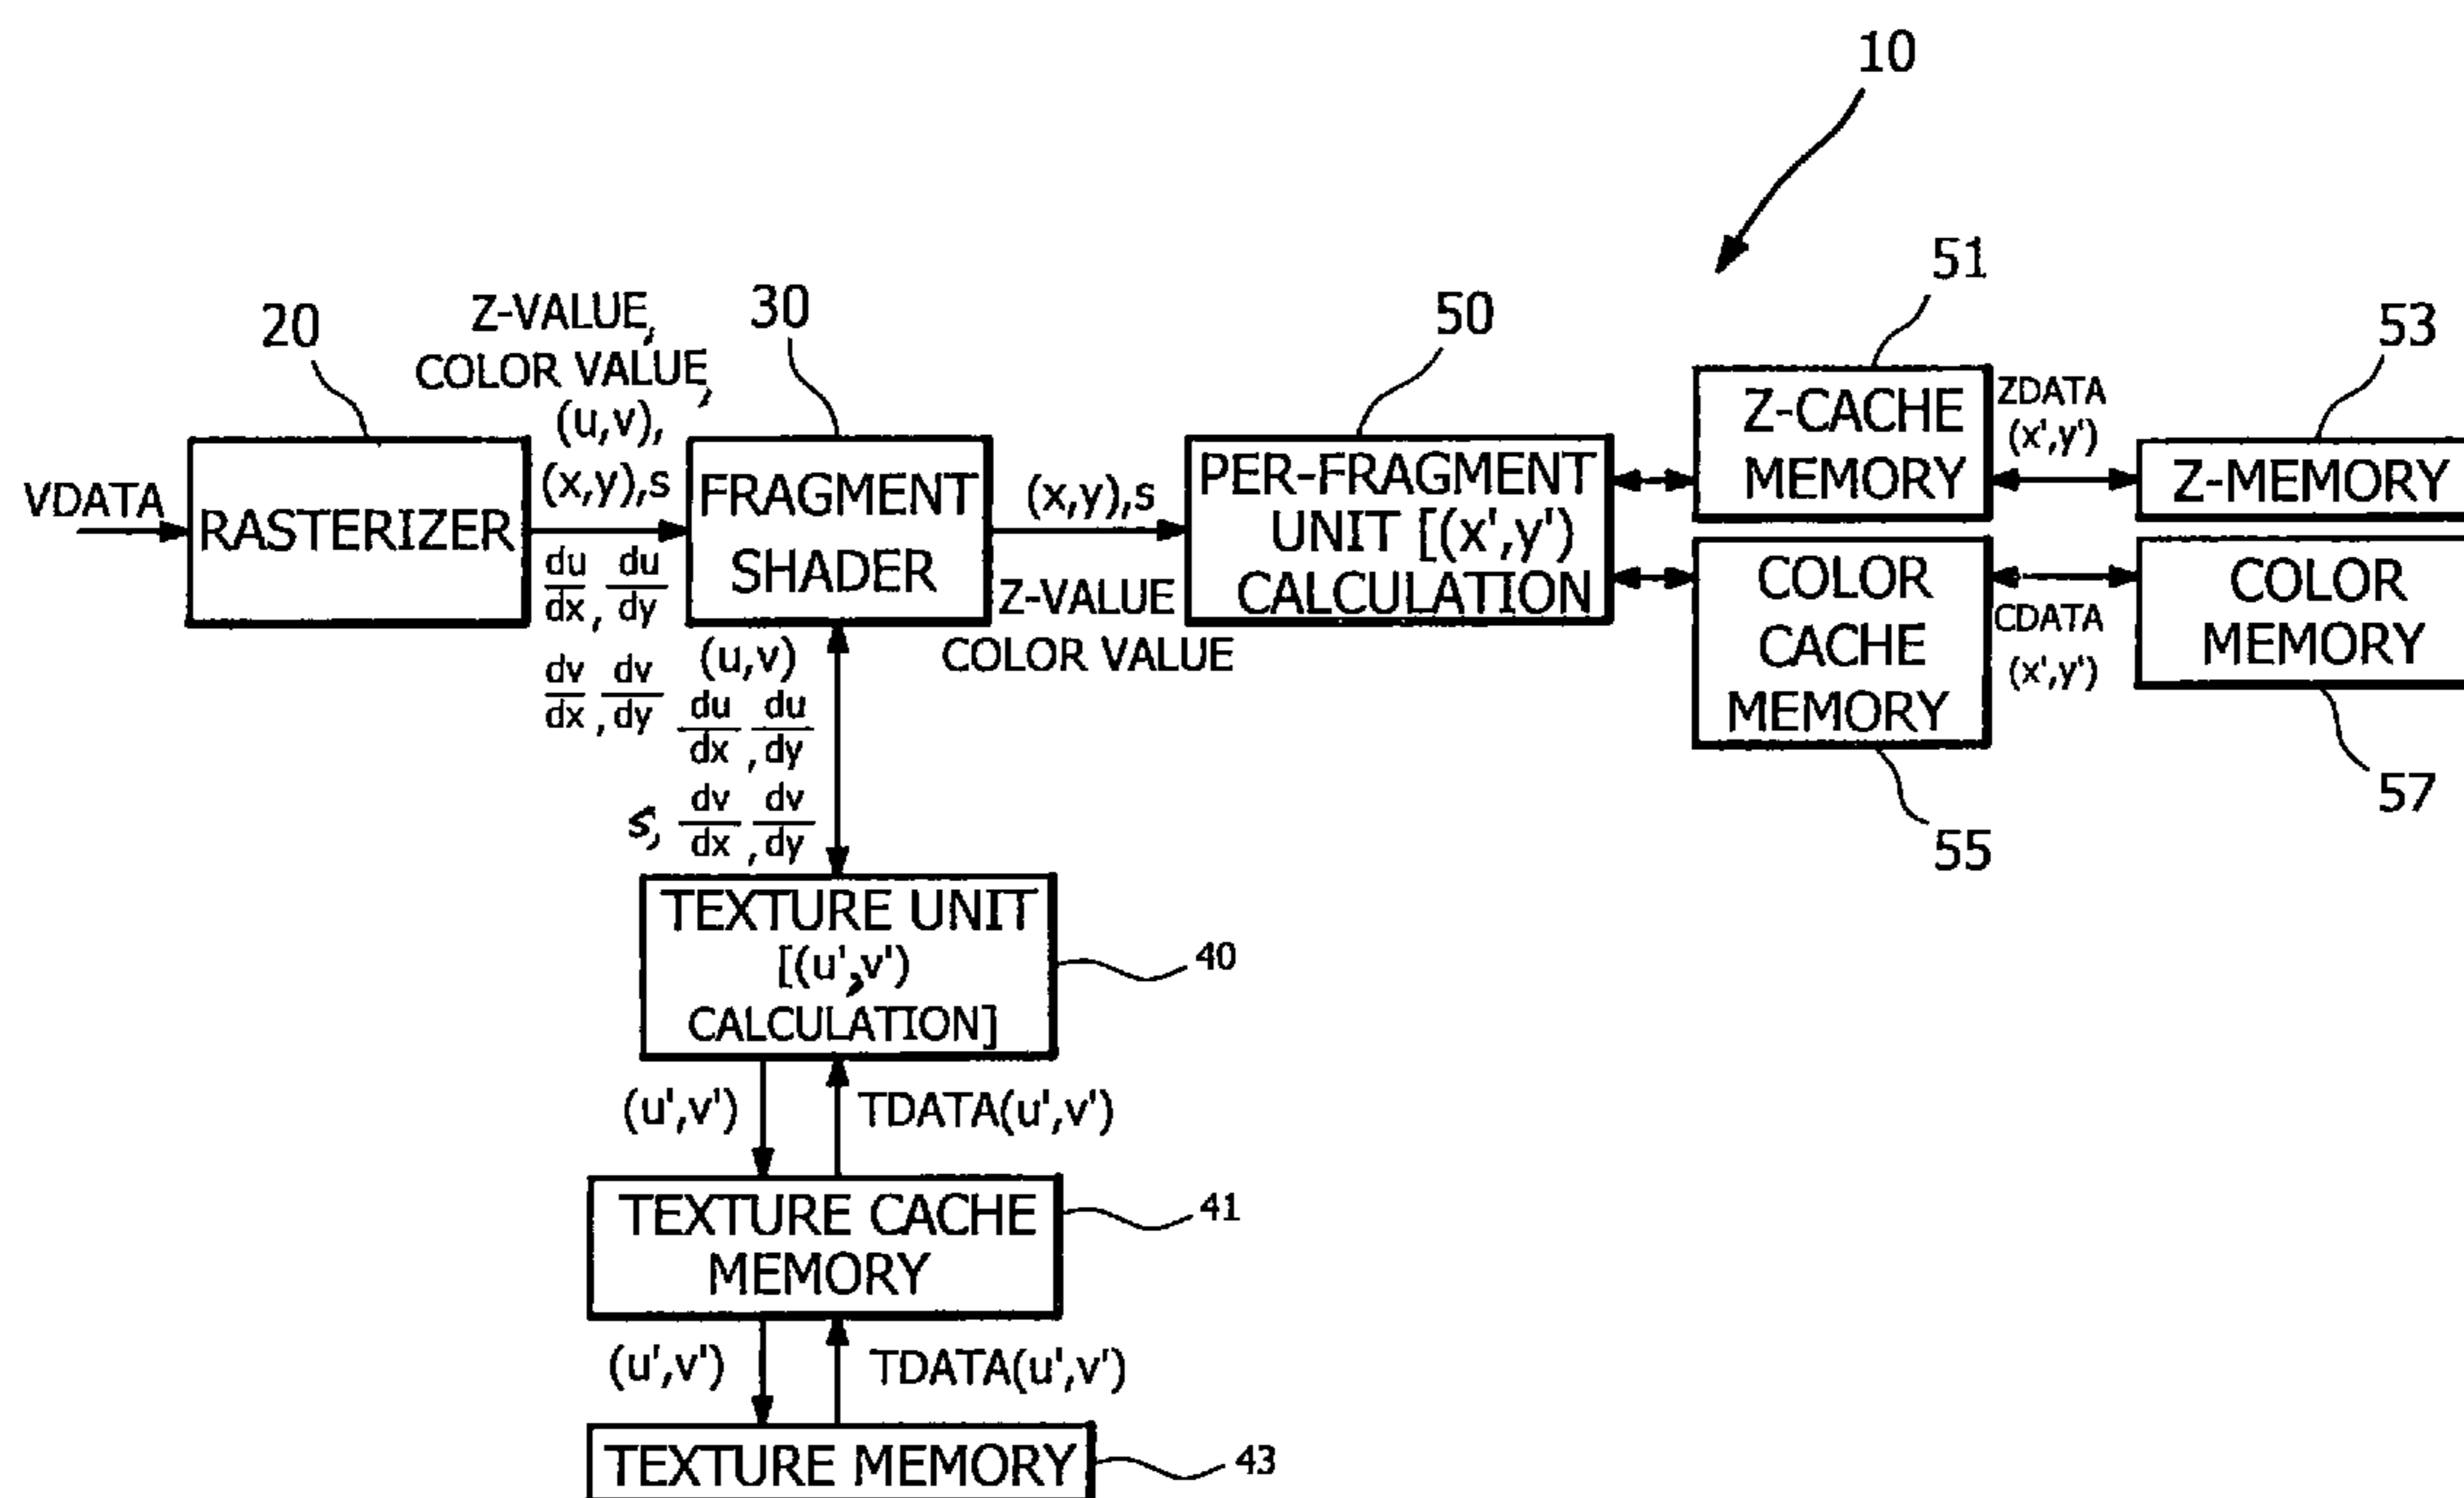 10
20
Z-VALUE,
COLOR VALUE,
(u,v),
(x,y),s
30
50
51
53
VDATA
RASTERIZER
du/dx, du/dy
dv/dx, dv/dy
FRAGMENT
SHADER
(x,y),s
Z-VALUE
COLOR VALUE
PER-FRAGMENT
UNIT [(x',y')
CALCULATION
Z-CACHE
MEMORY
ZDATA
(x',y')
Z-MEMORY
COLOR
CACHE
MEMORY
CDATA
(x',y')
COLOR
MEMORY
55
57
(u,v)
du/dx, du/dy
s, dv/dx, dv/dy
TEXTURE UNIT
[(u',v')
CALCULATION]
40
(u',v')
TDATA(u',v')
TEXTURE CACHE
MEMORY
41
(u',v')
TDATA(u',v')
TEXTURE MEMORY
43